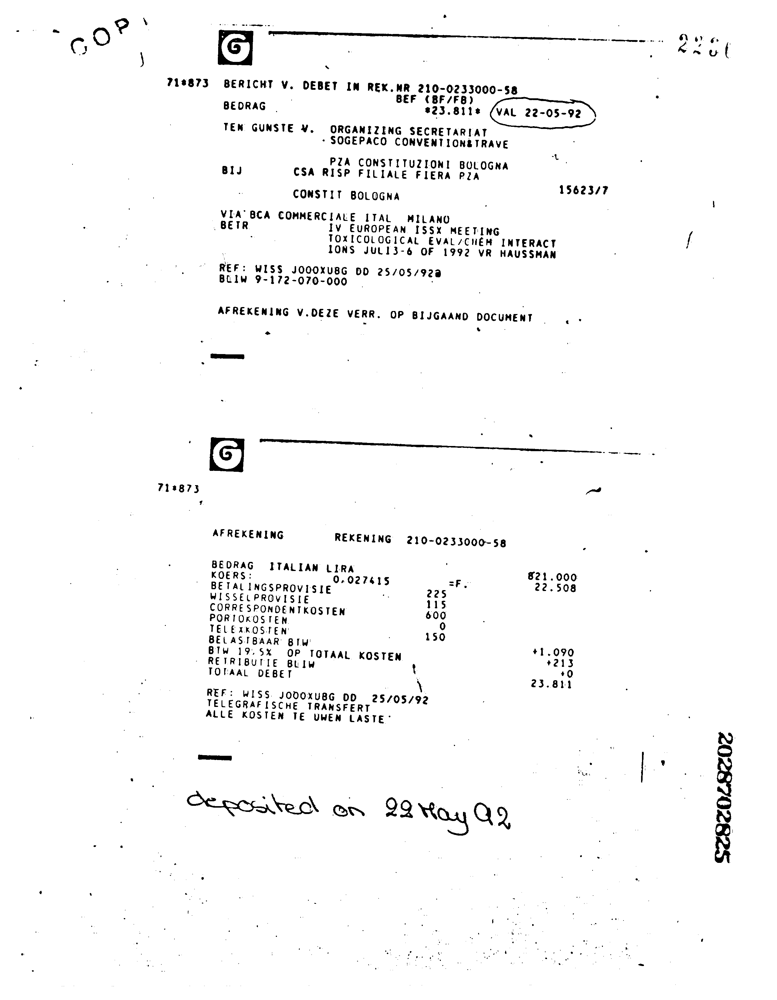 COPY
G
71*873 BERICHT V. DEBET IN REK.NR 210-0233000-58
BEF (BF/FB)
BEDRAG *23.811* VAL 22-05-92
TEN GUNSTE V. ORGANIZING SECRETARIAT
SOGEPACO CONVENTION&TRAVE
PZA CONSTITUZIONI BOLOGNA
BIJ CSA RISP FILIALE FIERA PZA
15623/7
CONSTIT BOLOGNA
VIA BCA COMMERCIALE ITAL MILANO
BETR IV EUROPEAN ISSX MEETING
TOXICOLOGICAL EVAL/CHEM INTERACT
IONS JUL13-6 OF 1992 VR HAUSSMAN
REF: WISS JOOOXUBG DD 25/05/92
BLIW 9-172-070-000
AFREKENING V.DEZE VERR. OP BIJGAAND DOCUMENT
G
71*873
AFREKENING REKENING 210-0233000-58
BEDRAG ITALIAN LIRA 821.000
KOERS: 0,027415 =F. 22.508
BETALINGSPROVISIE 225
WISSELPROVISIE 115
CORRESPONDENTKOSTEN 600
PORTOKOSTEN 0
TELEXKOSTEN 150
BELASTBAAR BTW +1.090
BTW 19,5% OP TOTAAL KOSTEN +213
RETRIBUTIE BLIW +0
TOTAAL DEBET 23.811
REF: WISS JOOOXUBG DD 25/05/92
TELEGRAFISCHE TRANSFERT
ALLE KOSTEN TE UWEN LASTE
deposited on 22 May 92
2028702825